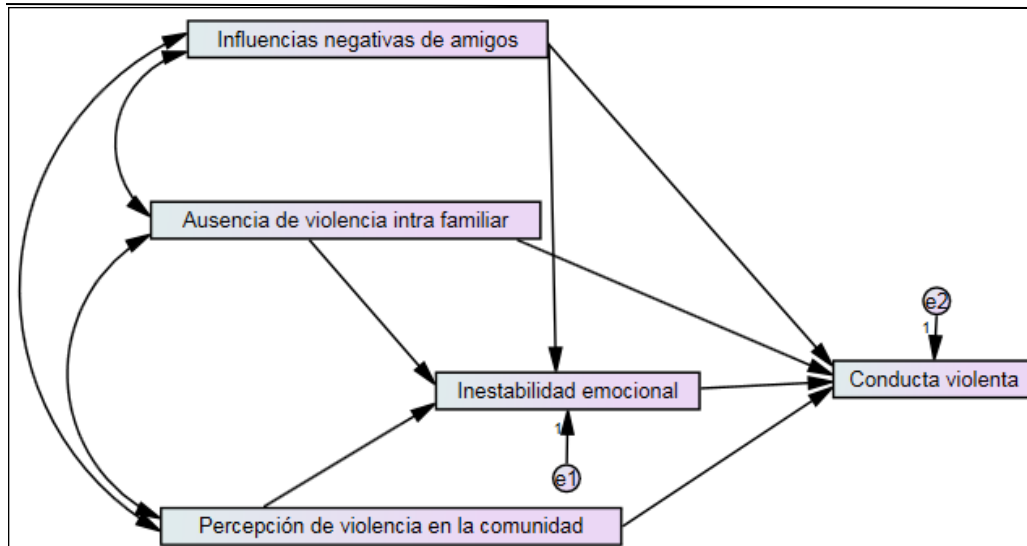 Influencias negativas de amigos
Ausencia de violencia intra familiar
e2
1
Conducta violenta
Inestabilidad emocional
1
e1
Percepción de violencia en la comunidad